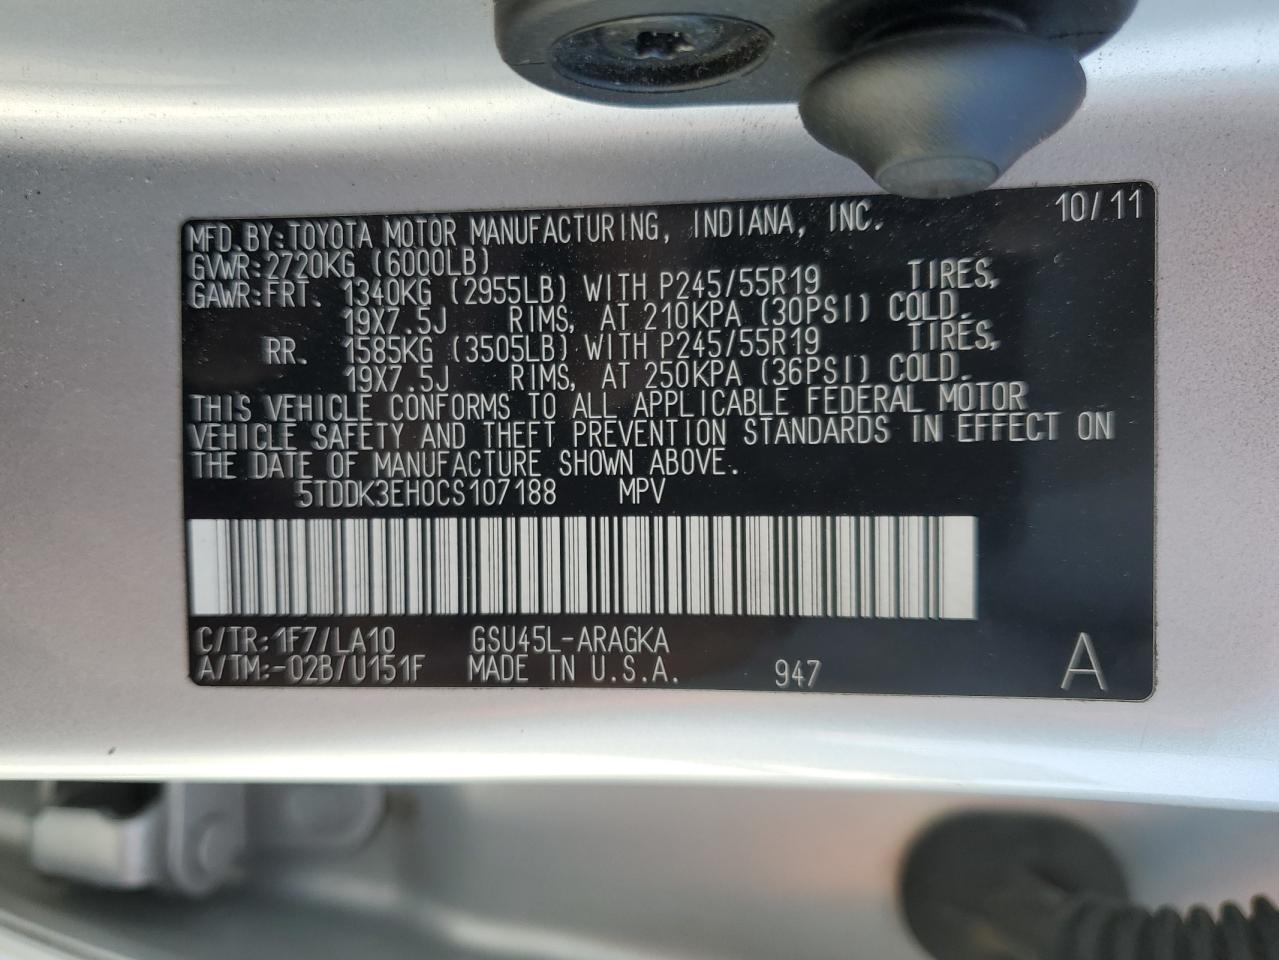 10/11
MFD.BY:TOYOTA MOTOR MANUFACTURING, INDIANA, INC.
GVWR:2720KG (6000LB)
GAWR:FRT. 1340KG (2955LB) WITH P245/55R19 TIRES,
19X7.5J RIMS, AT 210KPA (30PSI) COLD.
RR. 1585KG (3505LB) WITH P245/55R19 TIRES,
19X7.5J RIMS, AT 250KPA (36PSI) COLD.
THIS VEHICLE CONFORMS TO ALL APPLICABLE FEDERAL MOTOR
VEHICLE SAFETY AND THEFT PREVENTION STANDARDS IN EFFECT ON
THE DATE OF MANUFACTURE SHOWN ABOVE.
5TDDK3EH0CS107188 MPV
C/TR:1F7/LA10 GSU45L-ARAGKA
A/TM:-02B/U151F MADE IN U.S.A. 947 A